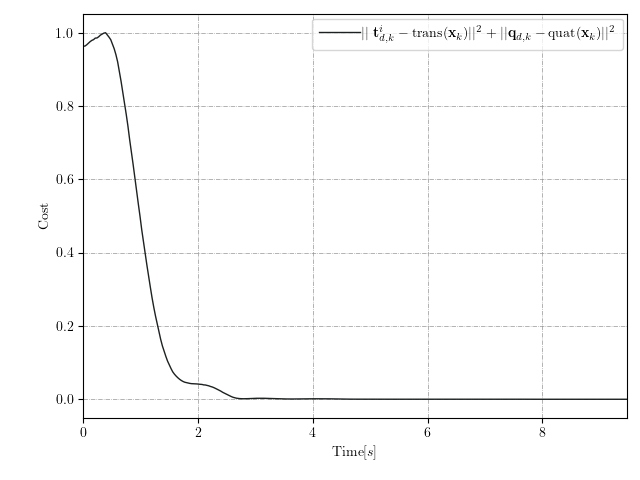 || t^i_{d,k} − trans(x_k)||^2 + ||q_{d,k} − quat(x_k)||^2
1.0
0.8
0.6
0.4
0.2
0.0
Cost
0 2 4 6 8
Time[s]